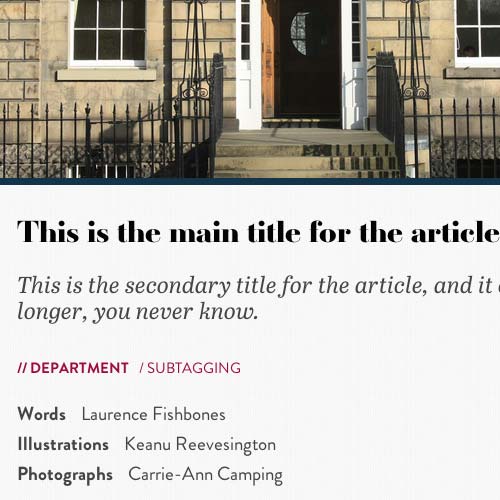 This is the main title for the article
This is the secondary title for the article, and it
longer, you never know.
// DEPARTMENT / SUBTAGGING
Words Laurence Fishbones
Illustrations Keanu Reevesington
Photographs Carrie-Ann Camping